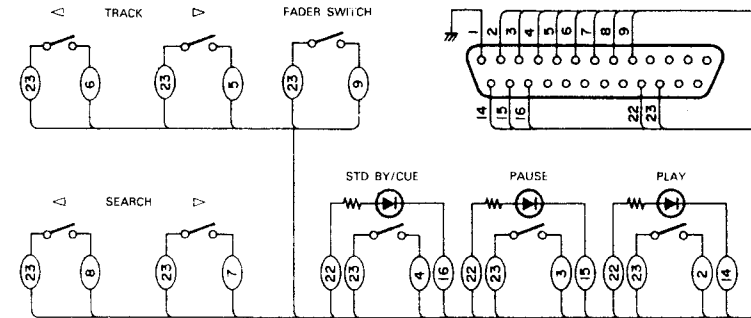 ◁ TRACK ▷ FADER SWITCH
1 2 3 4 5 6 7 8 9
23 6 23 5 23 9
14 15 16 22 23
STD BY/CUE PAUSE PLAY
◁ SEARCH ▷
23 8 23 7 22 23 4 16 22 23 3 15 22 23 2 14